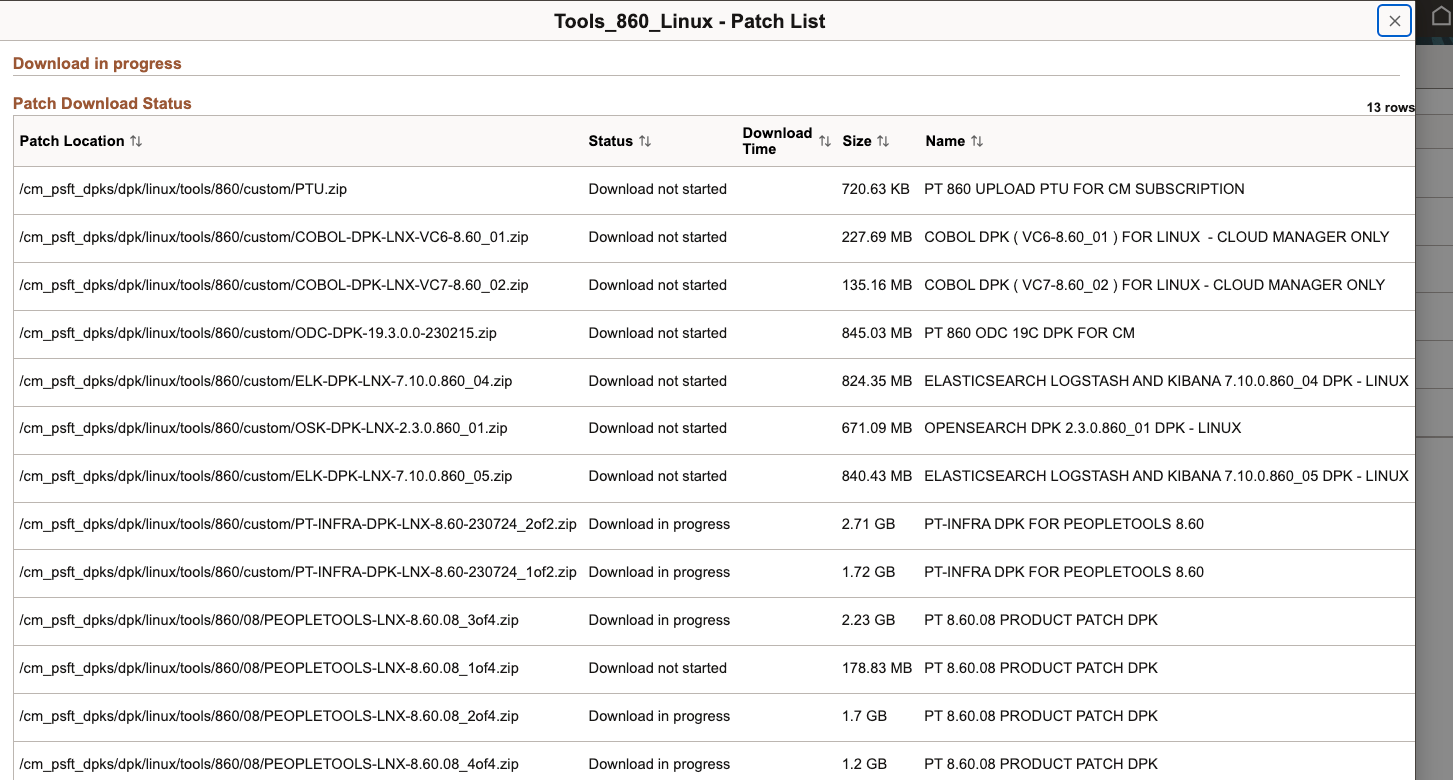 Tools_860_Linux - Patch List
Download in progress
Patch Download Status
13 rows
Patch Location Status Download Time Size Name
/cm_psft_dpks/dpk/linux/tools/860/custom/PTU.zip Download not started 720.63 KB PT 860 UPLOAD PTU FOR CM SUBSCRIPTION
/cm_psft_dpks/dpk/linux/tools/860/custom/COBOL-DPK-LNX-VC6-8.60_01.zip Download not started 227.69 MB COBOL DPK ( VC6-8.60_01 ) FOR LINUX - CLOUD MANAGER ONLY
/cm_psft_dpks/dpk/linux/tools/860/custom/COBOL-DPK-LNX-VC7-8.60_02.zip Download not started 135.16 MB COBOL DPK ( VC7-8.60_02 ) FOR LINUX - CLOUD MANAGER ONLY
/cm_psft_dpks/dpk/linux/tools/860/custom/ODC-DPK-19.3.0.0-230215.zip Download not started 845.03 MB PT 860 ODC 19C DPK FOR CM
/cm_psft_dpks/dpk/linux/tools/860/custom/ELK-DPK-LNX-7.10.0.860_04.zip Download not started 824.35 MB ELASTICSEARCH LOGSTASH AND KIBANA 7.10.0.860_04 DPK - LINUX
/cm_psft_dpks/dpk/linux/tools/860/custom/OSK-DPK-LNX-2.3.0.860_01.zip Download not started 671.09 MB OPENSEARCH DPK 2.3.0.860_01 DPK - LINUX
/cm_psft_dpks/dpk/linux/tools/860/custom/ELK-DPK-LNX-7.10.0.860_05.zip Download not started 840.43 MB ELASTICSEARCH LOGSTASH AND KIBANA 7.10.0.860_05 DPK - LINUX
/cm_psft_dpks/dpk/linux/tools/860/custom/PT-INFRA-DPK-LNX-8.60-230724_2of2.zip Download in progress 2.71 GB PT-INFRA DPK FOR PEOPLETOOLS 8.60
/cm_psft_dpks/dpk/linux/tools/860/custom/PT-INFRA-DPK-LNX-8.60-230724_1of2.zip Download in progress 1.72 GB PT-INFRA DPK FOR PEOPLETOOLS 8.60
/cm_psft_dpks/dpk/linux/tools/860/08/PEOPLETOOLS-LNX-8.60.08_3of4.zip Download in progress 2.23 GB PT 8.60.08 PRODUCT PATCH DPK
/cm_psft_dpks/dpk/linux/tools/860/08/PEOPLETOOLS-LNX-8.60.08_1of4.zip Download not started 178.83 MB PT 8.60.08 PRODUCT PATCH DPK
/cm_psft_dpks/dpk/linux/tools/860/08/PEOPLETOOLS-LNX-8.60.08_2of4.zip Download in progress 1.7 GB PT 8.60.08 PRODUCT PATCH DPK
/cm_psft_dpks/dpk/linux/tools/860/08/PEOPLETOOLS-LNX-8.60.08_4of4.zip Download in progress 1.2 GB PT 8.60.08 PRODUCT PATCH DPK